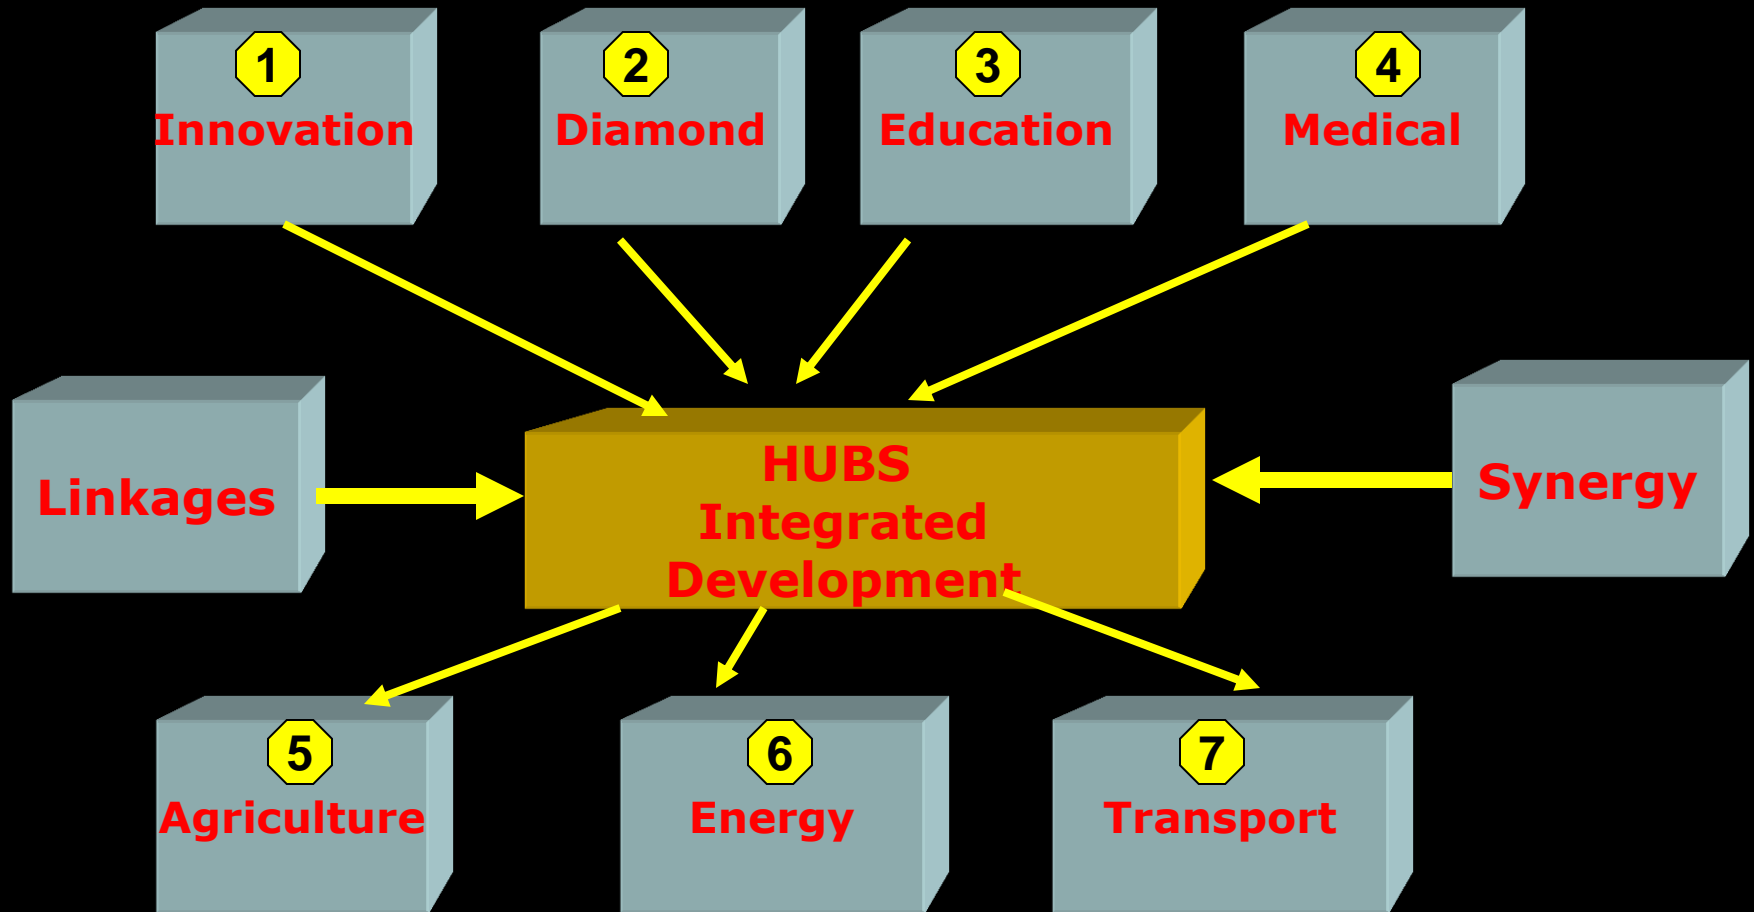 1
Innovation
2
Diamond
3
Education
4
Medical
Linkages
HUBS
Integrated
Development
Synergy
5
Agriculture
6
Energy
7
Transport